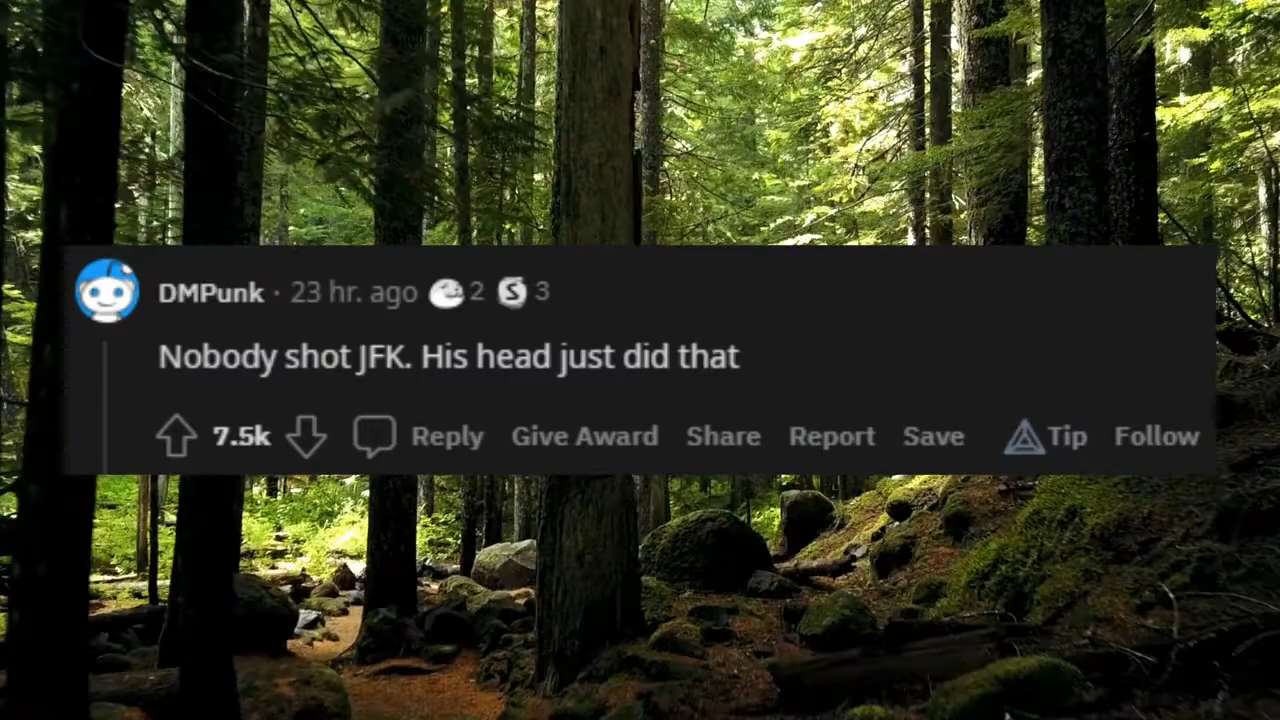 DMPunk · 23 hr. ago 2 3
Nobody shot JFK. His head just did that
7.5k Reply Give Award Share Report Save Tip Follow